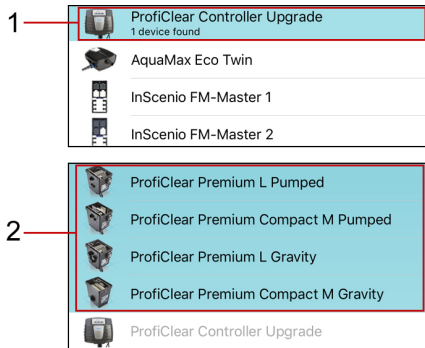 1
ProfiClear Controller Upgrade
1 device found
AquaMax Eco Twin
InScenio FM-Master 1
InScenio FM-Master 2
2
ProfiClear Premium L Pumped
ProfiClear Premium Compact M Pumped
ProfiClear Premium L Gravity
ProfiClear Premium Compact M Gravity
ProfiClear Controller Upgrade